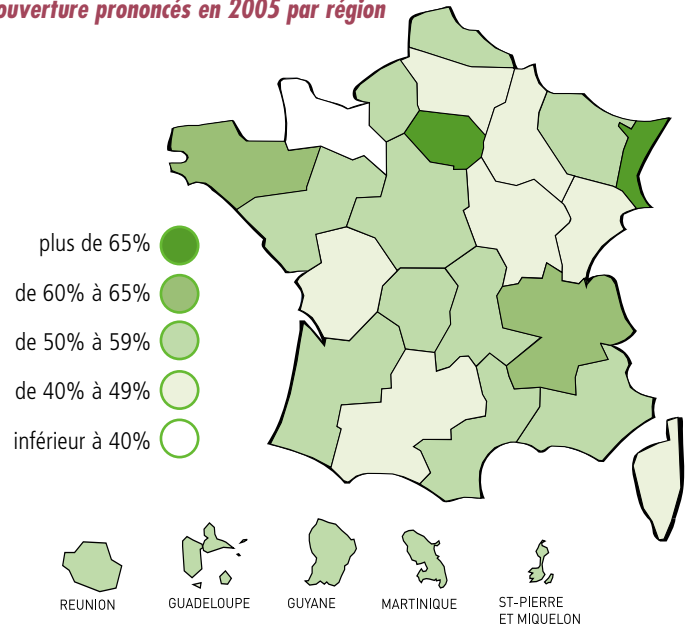 ouverture prononcés en 2005 par région
plus de 65%
de 60% à 65%
de 50% à 59%
de 40% à 49%
inférieur à 40%
REUNION
GUADELOUPE
GUYANE
MARTINIQUE
ST-PIERRE
ET MIQUELON